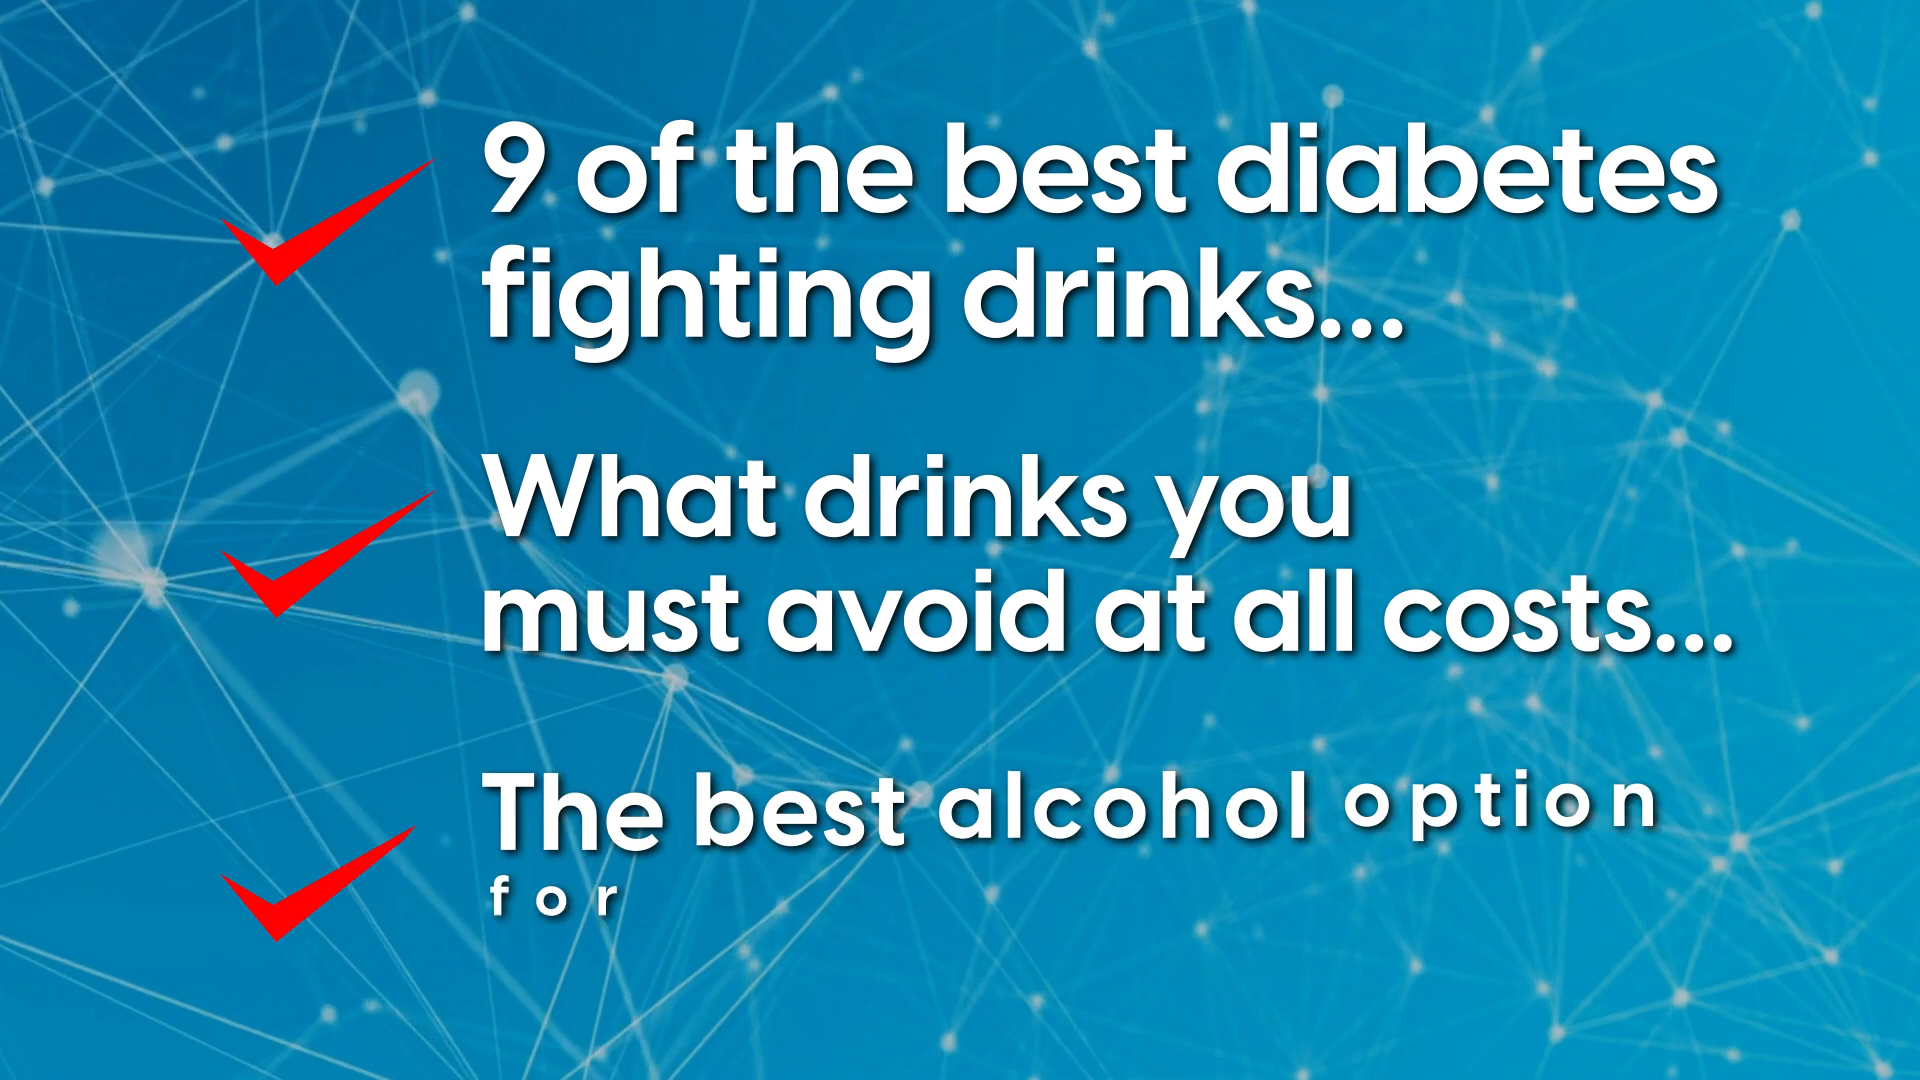 9 of the best diabetes
fighting drinks...
What drinks you
must avoid at all costs...
The best alcohol option
for